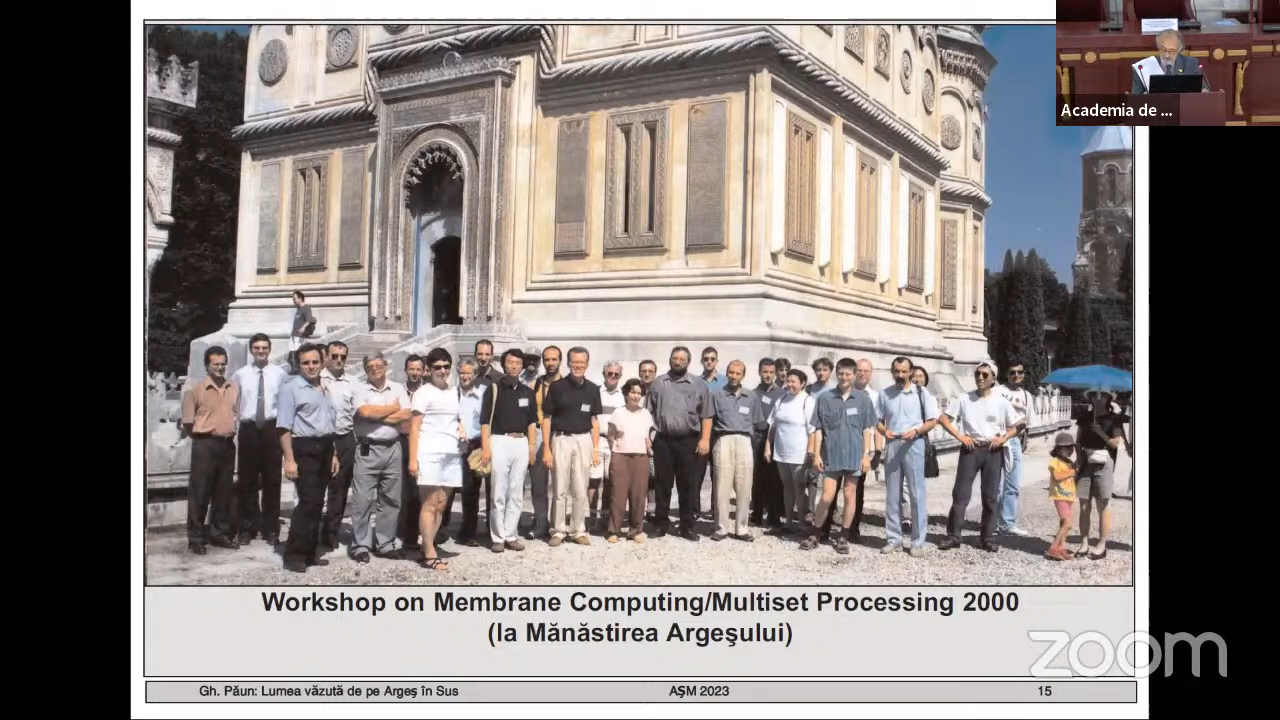 Academia de ...
Workshop on Membrane Computing/Multiset Processing 2000
(la Mănăstirea Argeşului)
zoom
Gh. Păun: Lumea văzută de pe Argeş în Sus
AŞM 2023
15